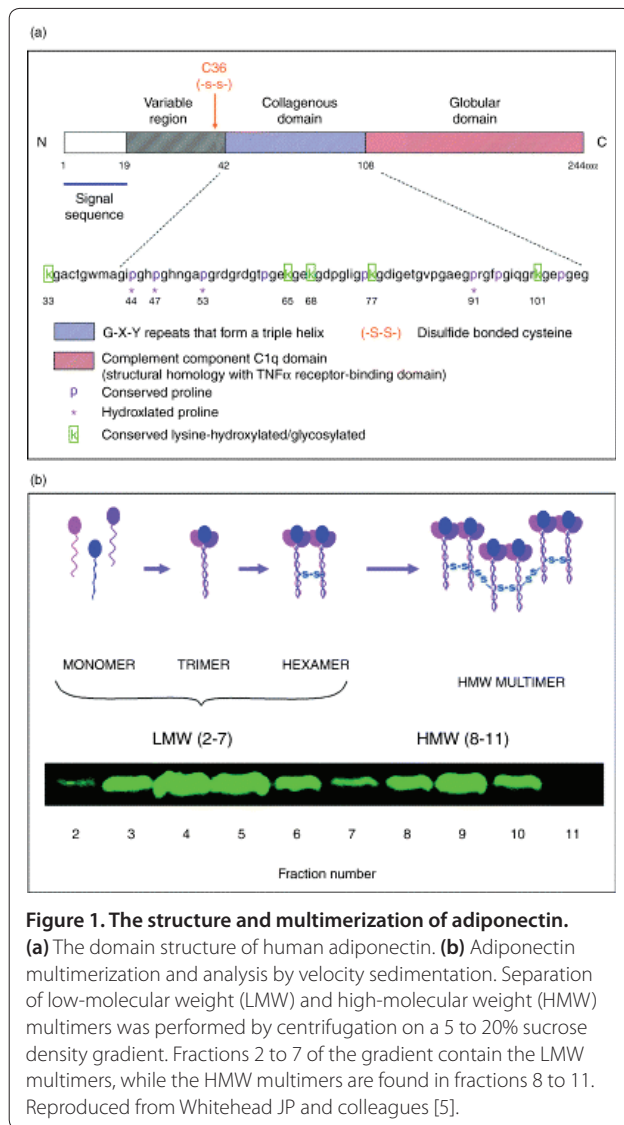 (a)
C36
(-s-s-)
Variable region Collagenous domain Globular domain
N C
1 19 42 108 244
Signal sequence
kgactgwmagipghpghngapgrdgrdgtpgekgekgdpgligpkgdigetgvpgaegprgfpgiqgrkgepgeg
33 44 47 53 65 68 77 91 101
* * * *
G-X-Y repeats that form a triple helix (-S-S-) Disulfide bonded cysteine
Complement component C1q domain
(structural homology with TNFα receptor-binding domain)
p Conserved proline
* Hydroxlated proline
k Conserved lysine-hydroxylated/glycosylated
(b)
-s-s- -s-s- s-s -s-s- s-s -s-s-
MONOMER TRIMER HEXAMER HMW MULTIMER
LMW (2-7) HMW (8-11)
2 3 4 5 6 7 8 9 10 11
Fraction number
Figure 1. The structure and multimerization of adiponectin.
(a) The domain structure of human adiponectin. (b) Adiponectin
multimerization and analysis by velocity sedimentation. Separation
of low-molecular weight (LMW) and high-molecular weight (HMW)
multimers was performed by centrifugation on a 5 to 20% sucrose
density gradient. Fractions 2 to 7 of the gradient contain the LMW
multimers, while the HMW multimers are found in fractions 8 to 11.
Reproduced from Whitehead JP and colleagues [5].